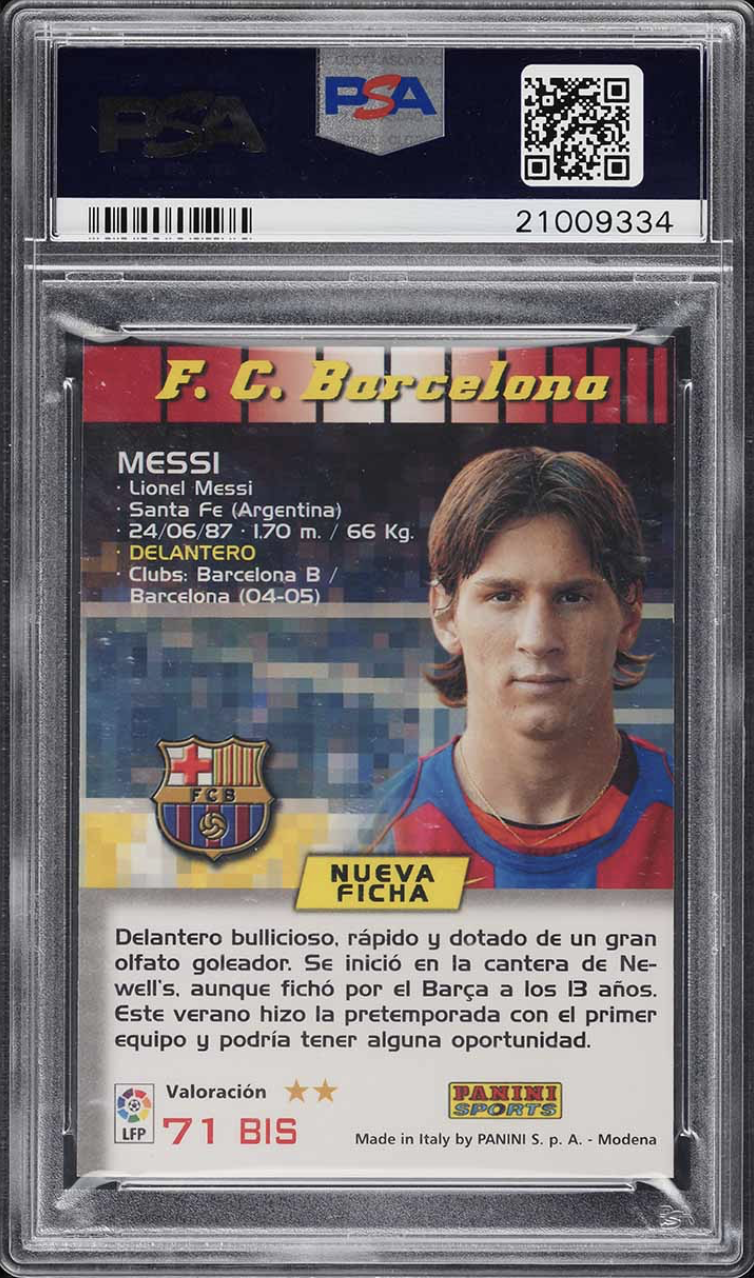 PSA
PSA
21009334
F. C. Barcelona
MESSI
· Lionel Messi
· Santa Fe (Argentina)
· 24/06/87 · 1.70 m. / 66 Kg.
· DELANTERO
· Clubs: Barcelona B /
Barcelona (04-05)
FCB
NUEVA
FICHA
Delantero bullicioso, rápido y dotado de un gran
olfato goleador. Se inició en la cantera de Ne-
well's, aunque fichó por el Barça a los 13 años.
Este verano hizo la pretemporada con el primer
equipo y podría tener alguna oportunidad.
Valoración
LFP
71 BIS
PANINI
SPORTS
Made in Italy by PANINI S. p. A. - Modena